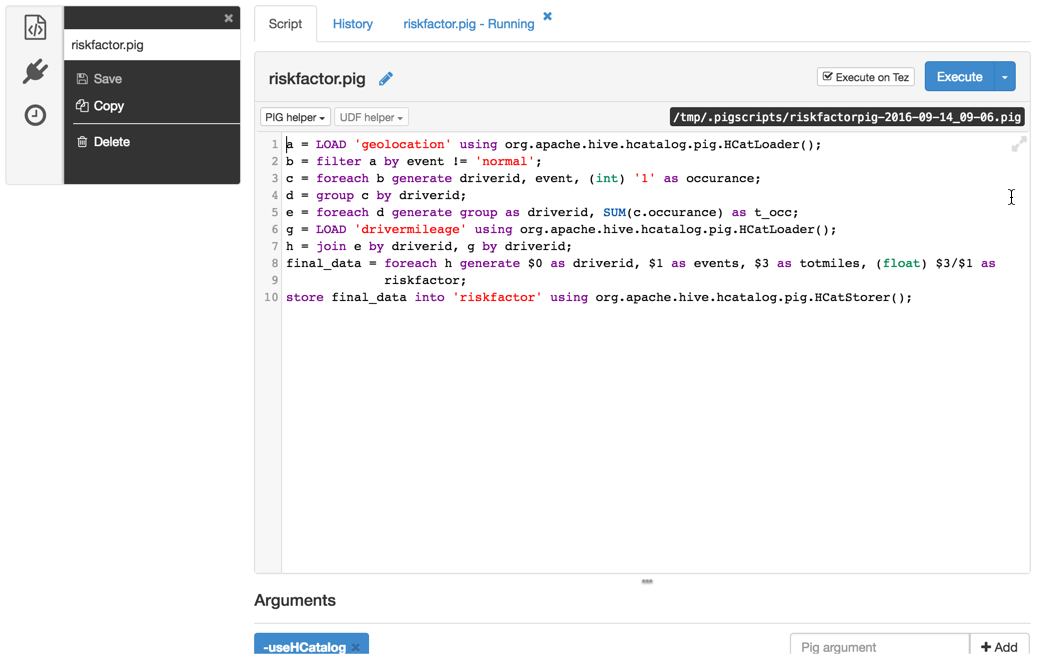 riskfactor.pig
Save
Copy
Delete
Script History riskfactor.pig - Running
riskfactor.pig Execute on Tez Execute
PIG helper UDF helper /tmp/.pigscripts/riskfactorpig-2016-09-14_09-06.pig
1 a = LOAD 'geolocation' using org.apache.hive.hcatalog.pig.HCatLoader();
2 b = filter a by event != 'normal';
3 c = foreach b generate driverid, event, (int) '1' as occurance;
4 d = group c by driverid;
5 e = foreach d generate group as driverid, SUM(c.occurance) as t_occ;
6 g = LOAD 'drivermileage' using org.apache.hive.hcatalog.pig.HCatLoader();
7 h = join e by driverid, g by driverid;
8 final_data = foreach h generate $0 as driverid, $1 as events, $3 as totmiles, (float) $3/$1 as
9 riskfactor;
10 store final_data into 'riskfactor' using org.apache.hive.hcatalog.pig.HCatStorer();
Arguments
-useHCatalog Pig argument + Add